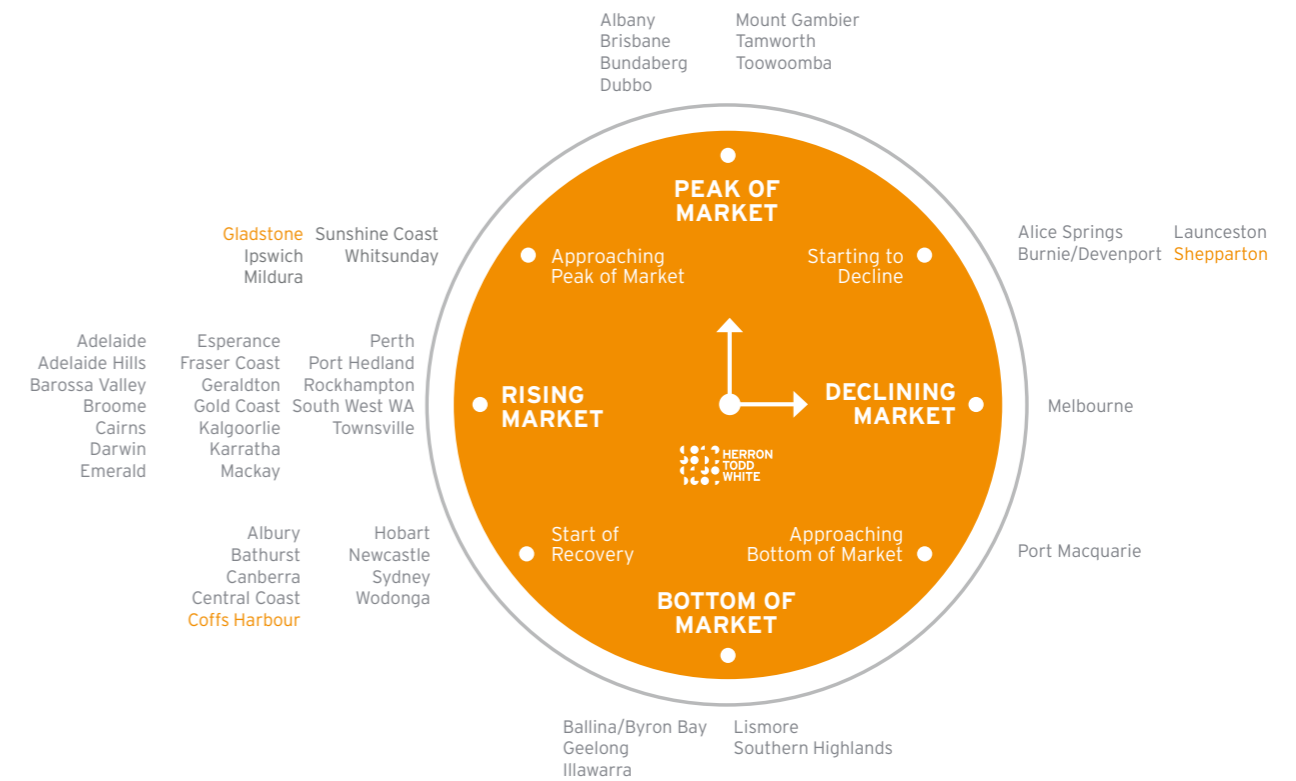 Albany Mount Gambier
Brisbane Tamworth
Bundaberg Toowoomba
Dubbo
PEAK OF
MARKET
Approaching
Peak of Market
Gladstone Sunshine Coast
Ipswich Whitsunday
Mildura
Starting to
Decline
Alice Springs Launceston
Burnie/Devenport Shepparton
Adelaide Esperance Perth
Adelaide Hills Fraser Coast Port Hedland
Barossa Valley Geraldton Rockhampton
Broome Gold Coast South West WA
Cairns Kalgoorlie Townsville
Darwin Karratha
Emerald Mackay
RISING
MARKET
DECLINING
MARKET
Melbourne
HERRON
TODD
WHITE
Albury Hobart
Bathurst Newcastle
Canberra Sydney
Central Coast Wodonga
Coffs Harbour
Start of
Recovery
Approaching
Bottom of Market
Port Macquarie
BOTTOM OF
MARKET
Ballina/Byron Bay Lismore
Geelong Southern Highlands
Illawarra